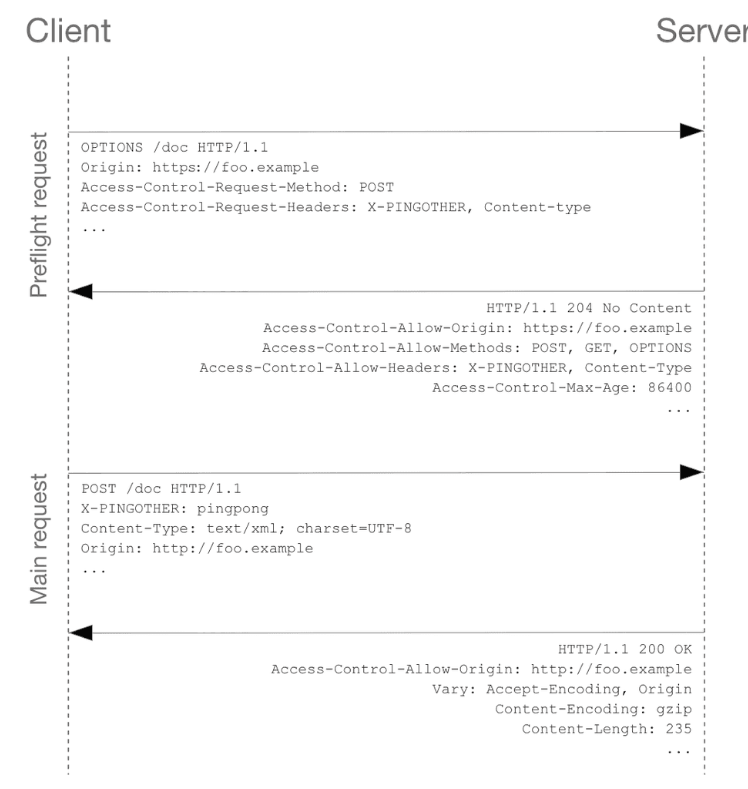 Client
Server
Preflight request
OPTIONS /doc HTTP/1.1
Origin: https://foo.example
Access-Control-Request-Method: POST
Access-Control-Request-Headers: X-PINGOTHER, Content-type
...
HTTP/1.1 204 No Content
Access-Control-Allow-Origin: https://foo.example
Access-Control-Allow-Methods: POST, GET, OPTIONS
Access-Control-Allow-Headers: X-PINGOTHER, Content-Type
Access-Control-Max-Age: 86400
...
Main request
POST /doc HTTP/1.1
X-PINGOTHER: pingpong
Content-Type: text/xml; charset=UTF-8
Origin: http://foo.example
...
HTTP/1.1 200 OK
Access-Control-Allow-Origin: http://foo.example
Vary: Accept-Encoding, Origin
Content-Encoding: gzip
Content-Length: 235
...